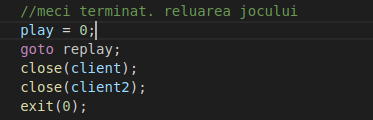 //meci terminat. reluarea jocului
play = 0;
goto replay;
close(client);
close(client2);
exit(0);